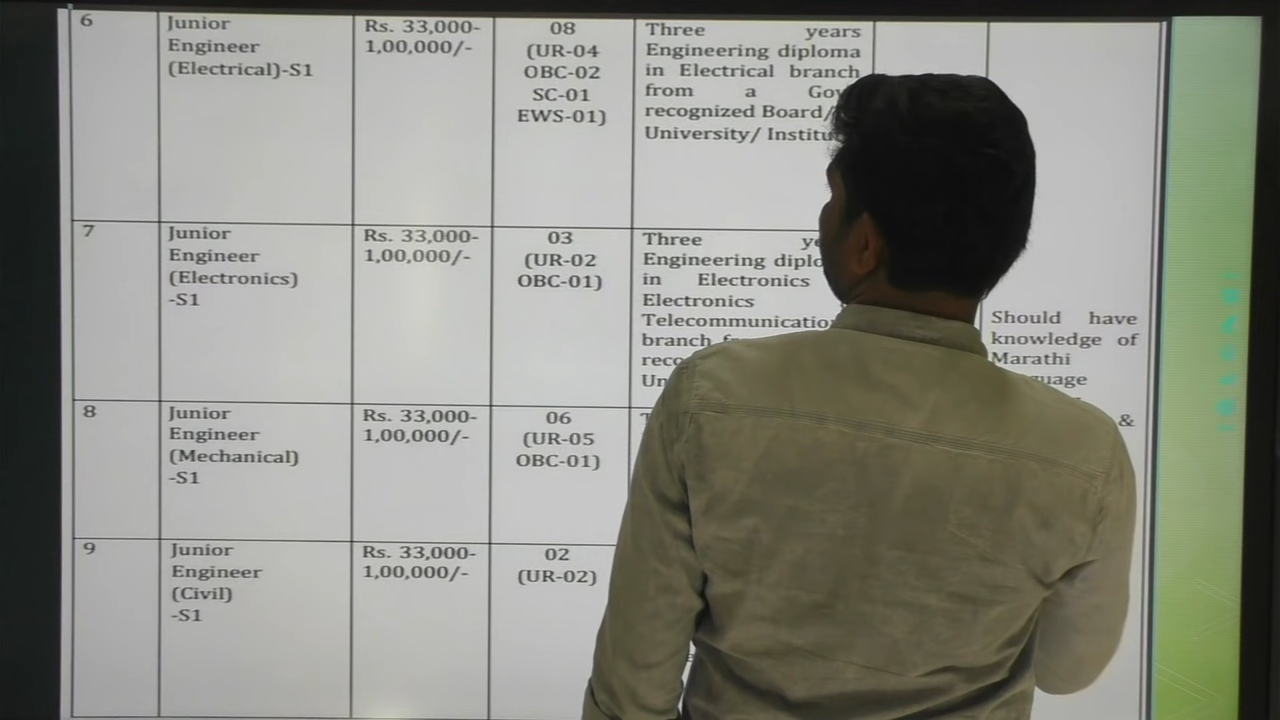 6
Junior
Engineer
(Electrical)-S1
Rs. 33,000-
1,00,000/-
08
(UR-04
OBC-02
SC-01
EWS-01)
Three years
Engineering diploma
in Electrical branch
from a
recognized Board/
University/
7
Junior
Engineer
(Electronics)
-S1
Rs. 33,000-
1,00,000/-
03
(UR-02
OBC-01)
Three
Engineering
in Electronics
Electronics
branch
Should have
knowledge of
Marathi
&
8
Junior
Engineer
(Mechanical)
-S1
Rs. 33,000-
1,00,000/-
06
(UR-05
OBC-01)
9
Junior
Engineer
(Civil)
-S1
Rs. 33,000-
1,00,000/-
02
(UR-02)